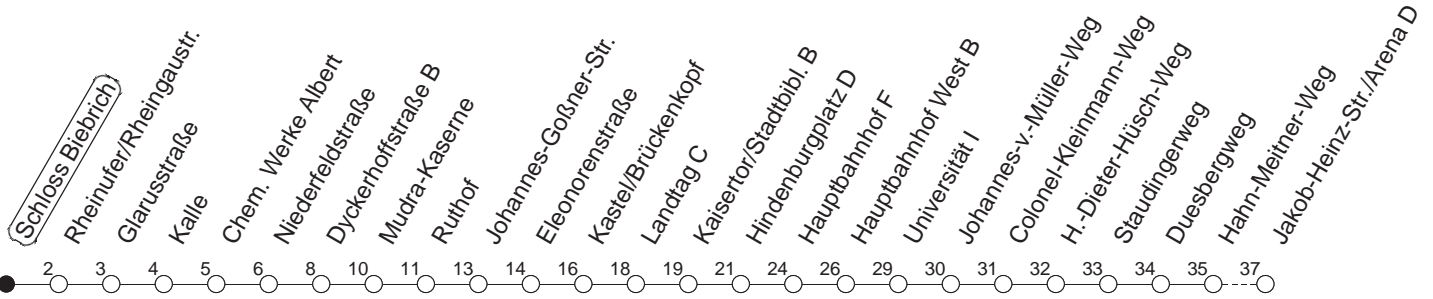 Schloss Biebrich
Rheinufer/Rheingaustr.
Glarusstraße
Kalle
Chem. Werke Albert
Niederfeldstraße
Dyckerhoffstraße B
Mudra-Kaserne
Ruthof
Johannes-Goßner-Str.
Eleonorenstraße
Kastel/Brückenkopf
Landtag C
Kaisertor/Stadtbibl. B
Hindenburgplatz D
Hauptbahnhof F
Hauptbahnhof West B
Universität I
Johannes-v.-Müller-Weg
Colonel-Kleinmann-Weg
H.-Dieter-Hüsch-Weg
Staudingerweg
Duesbergweg
Hahn-Meitner-Weg
Jakob-Heinz-Str./Arena D
2 3 4 5 6 8 10 11 13 14 16 18 19 21 24 26 29 30 31 32 33 34 35 37